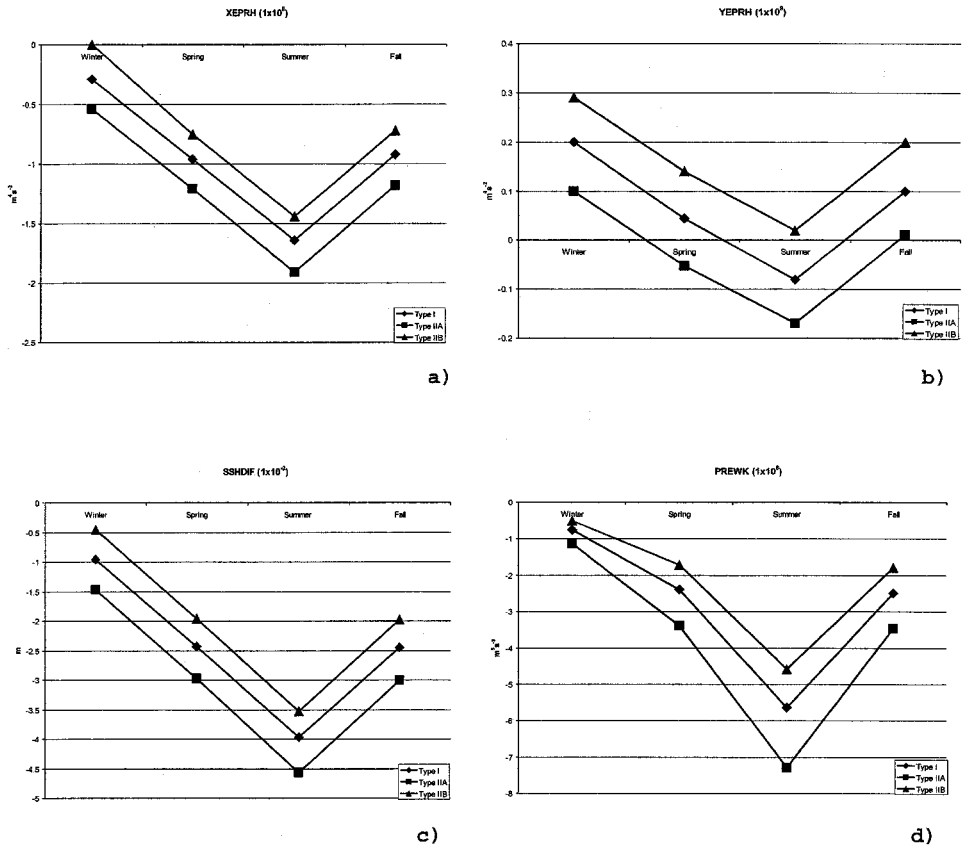 XEPRH (1x10⁸)
0
-0.5
-1
-1.5
-2
-2.5
Winter Spring Summer Fall
Type I
Type IIA
Type IIB
a)
0.4
0.3
0.2
0.1
0
-0.1
-0.2
Winter Spring Summer Fall
Type I
Type IIA
Type IIB
b)
SSHDIF (1x10⁻²)
0
-0.5
-1
-1.5
-2
-2.5
-3
-3.5
-4
-4.5
-5
m
Winter Spring Summer Fall
Type I
Type IIA
Type IIB
c)
0
-1
-2
-3
-4
-5
-6
-7
-8
Winter Spring Summer Fall
Type I
Type IIA
Type IIB
d)